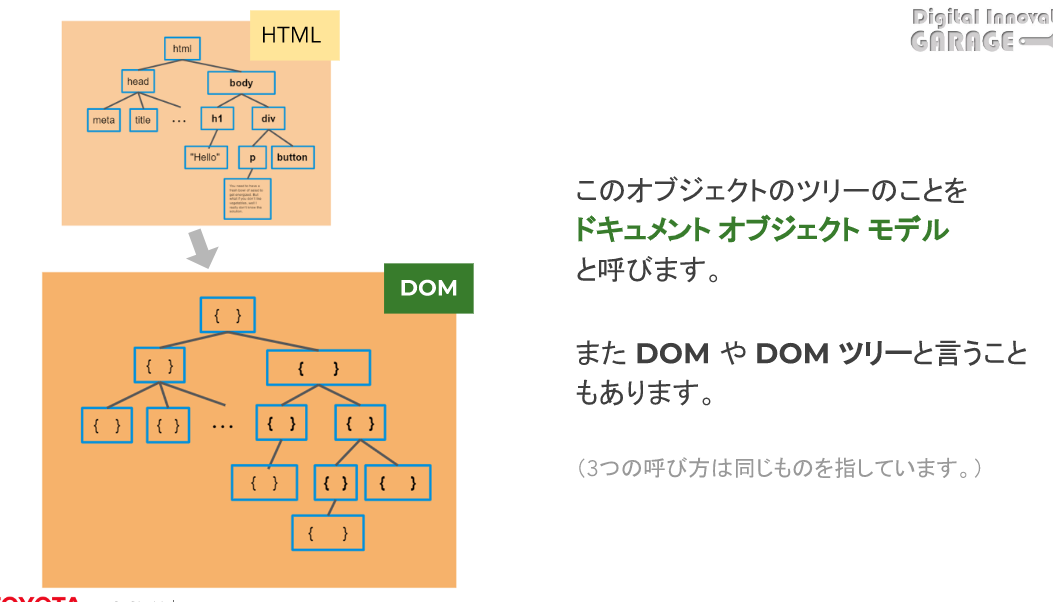 Digital Innovat
GARAGE
HTML
html
head
body
meta
title
...
h1
div
"Hello"
p
button
DOM
{ }
{ }
{ }
{ }
{ }
...
{ }
{ }
{ }
{ }
{ }
{ }
このオブジェクトのツリーのことを
ドキュメント オブジェクト モデル
と呼びます。
また DOM や DOM ツリーと言うこと
もあります。
（3つの呼び方は同じものを指しています。）
TOYOTA